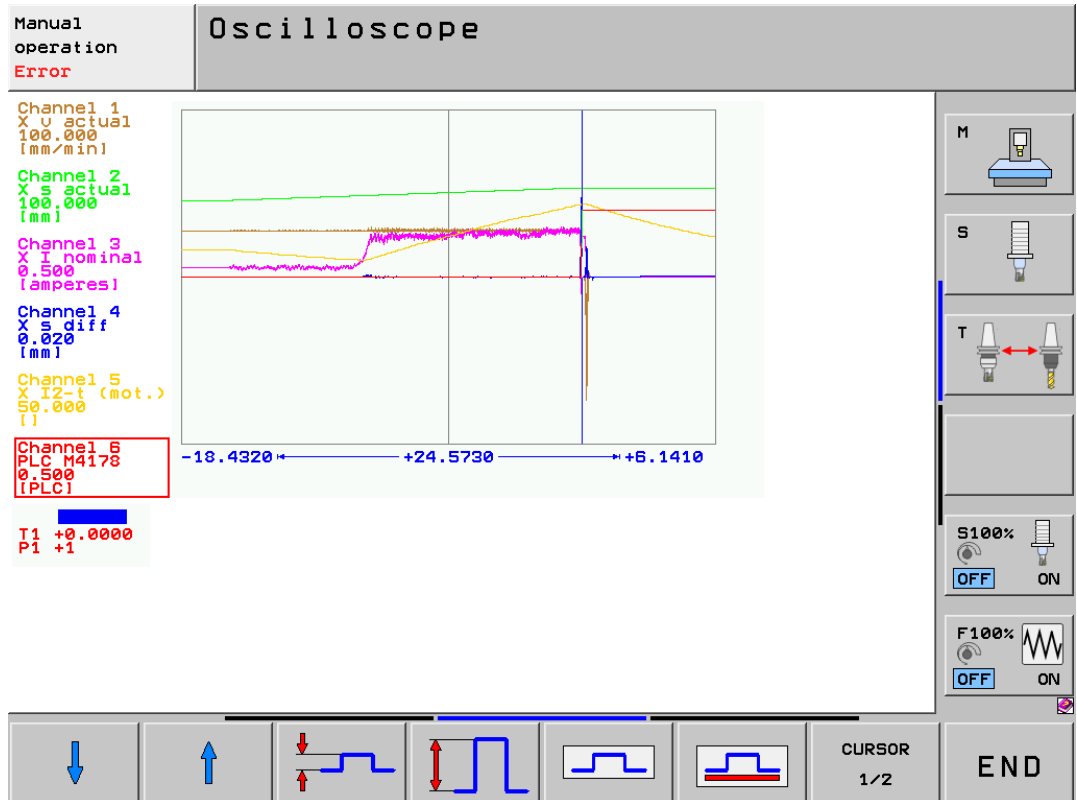 Manual
operation
Error
Oscilloscope
Channel 1
X v actual
100.000
[mm/min]
Channel 2
X s actual
100.000
[mm]
Channel 3
X I nominal
0.500
[amperes]
Channel 4
X s diff
0.020
[mm]
Channel 5
X I2-t (mot.)
50.000
[]
Channel 6
PLC M4178
0.500
[PLC]
-18.4320 +24.5730 +6.1410
T1 +0.0000
P1 +1
M
S
T
S100%
OFF ON
F100%
OFF ON
CURSOR
1/2
END